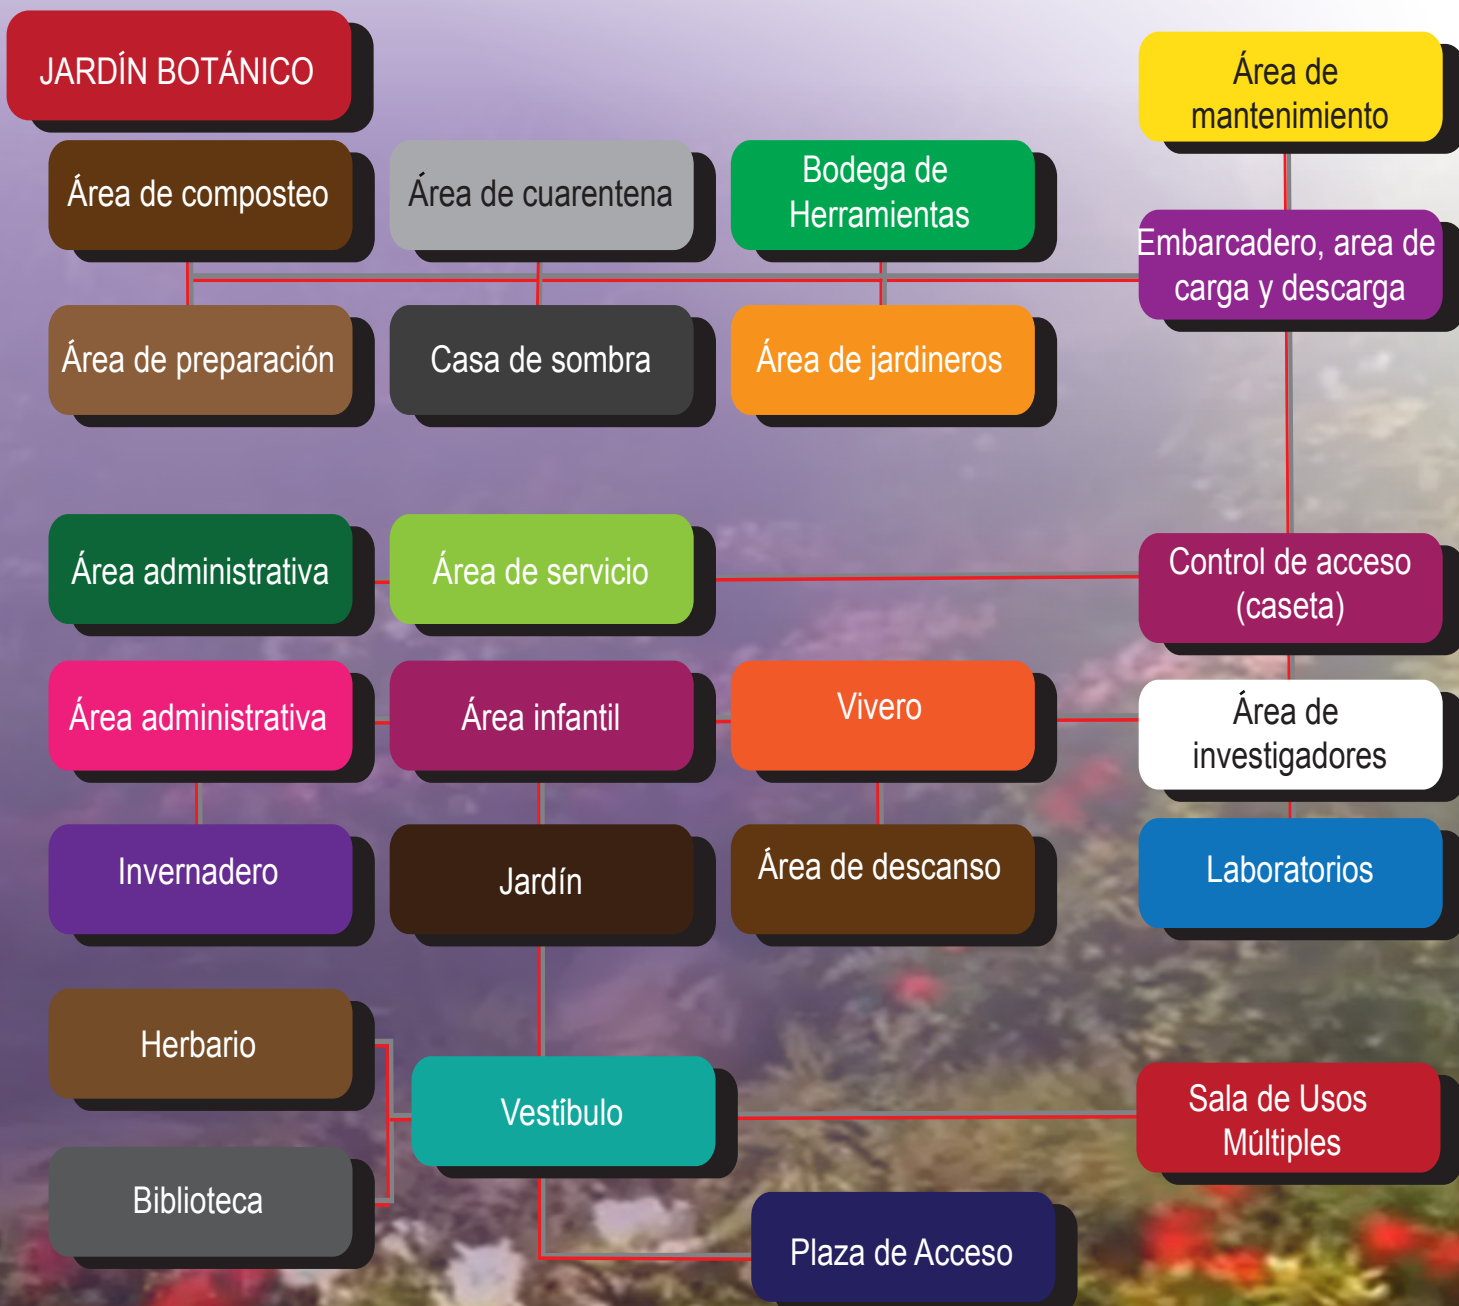 JARDÍN BOTÁNICO
Área de
mantenimiento
Área de composteo
Área de cuarentena
Bodega de
Herramientas
Embarcadero, area de
carga y descarga
Área de preparación
Casa de sombra
Área de jardineros
Área administrativa
Área de servicio
Control de acceso
(caseta)
Área administrativa
Área infantil
Vivero
Área de
investigadores
Invernadero
Jardín
Área de descanso
Laboratorios
Herbario
Vestíbulo
Sala de Usos
Múltiples
Biblioteca
Plaza de Acceso